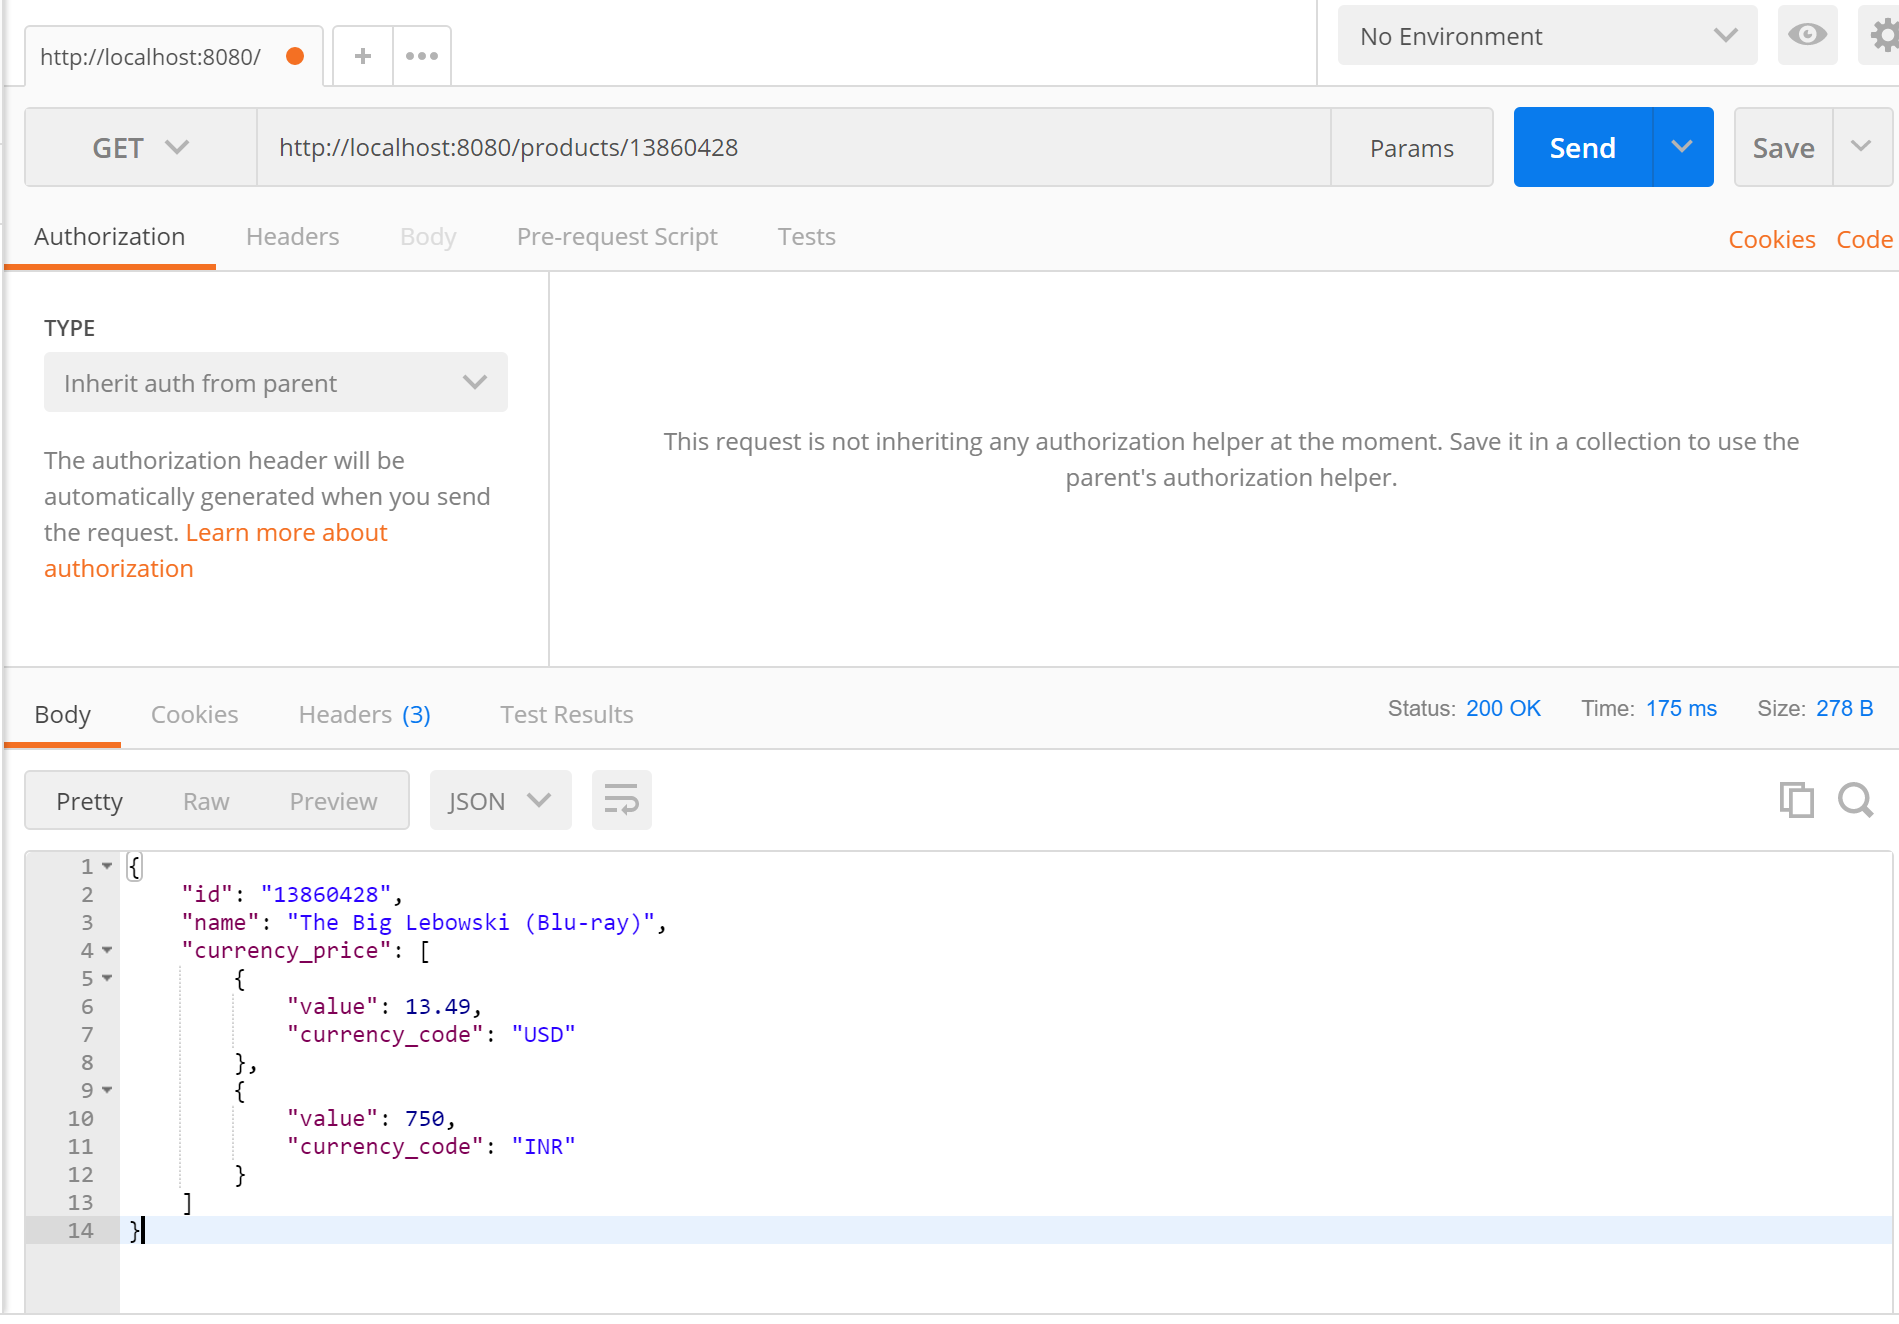 http://localhost:8080/
No Environment
GET http://localhost:8080/products/13860428 Params Send Save
Authorization Headers Body Pre-request Script Tests Cookies Code
TYPE
Inherit auth from parent
The authorization header will be
automatically generated when you send
the request. Learn more about
authorization
This request is not inheriting any authorization helper at the moment. Save it in a collection to use the
parent's authorization helper.
Body Cookies Headers (3) Test Results Status: 200 OK Time: 175 ms Size: 278 B
Pretty Raw Preview JSON
1 {
2 "id": "13860428",
3 "name": "The Big Lebowski (Blu-ray)",
4 "currency_price": [
5 {
6 "value": 13.49,
7 "currency_code": "USD"
8 },
9 {
10 "value": 750,
11 "currency_code": "INR"
12 }
13 ]
14 }